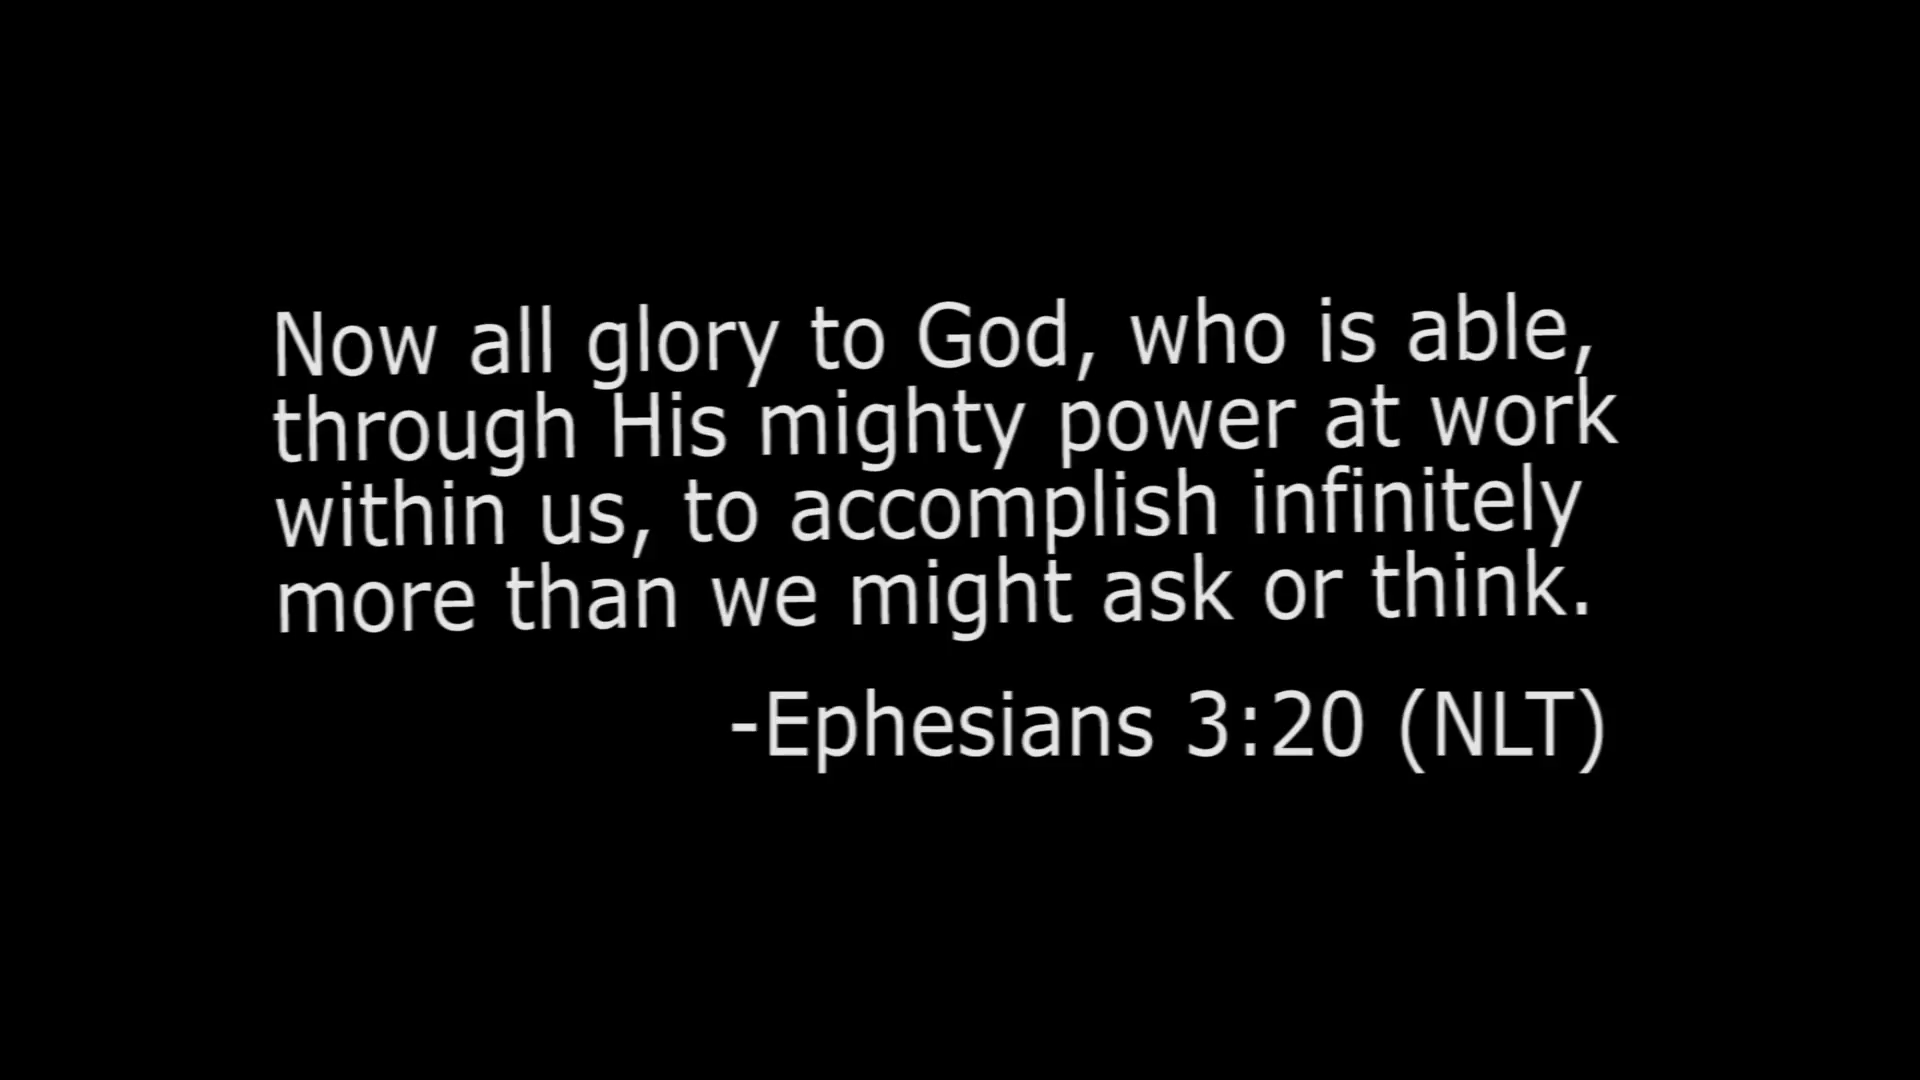 Now all glory to God, who is able,
through His mighty power at work
within us, to accomplish infinitely
more than we might ask or think.
-Ephesians 3:20 (NLT)